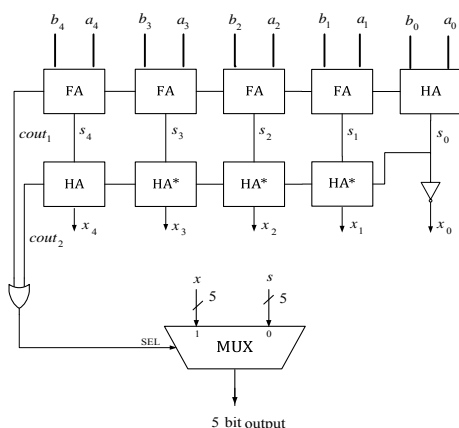 b4 a4 b3 a3 b2 a2 b1 a1 b0 a0
FA FA FA FA HA
cout1 s4 s3 s2 s1 s0
HA HA* HA* HA*
cout2 x4 x3 x2 x1 x0
x s
5 5
1 0
SEL MUX
5 bit output